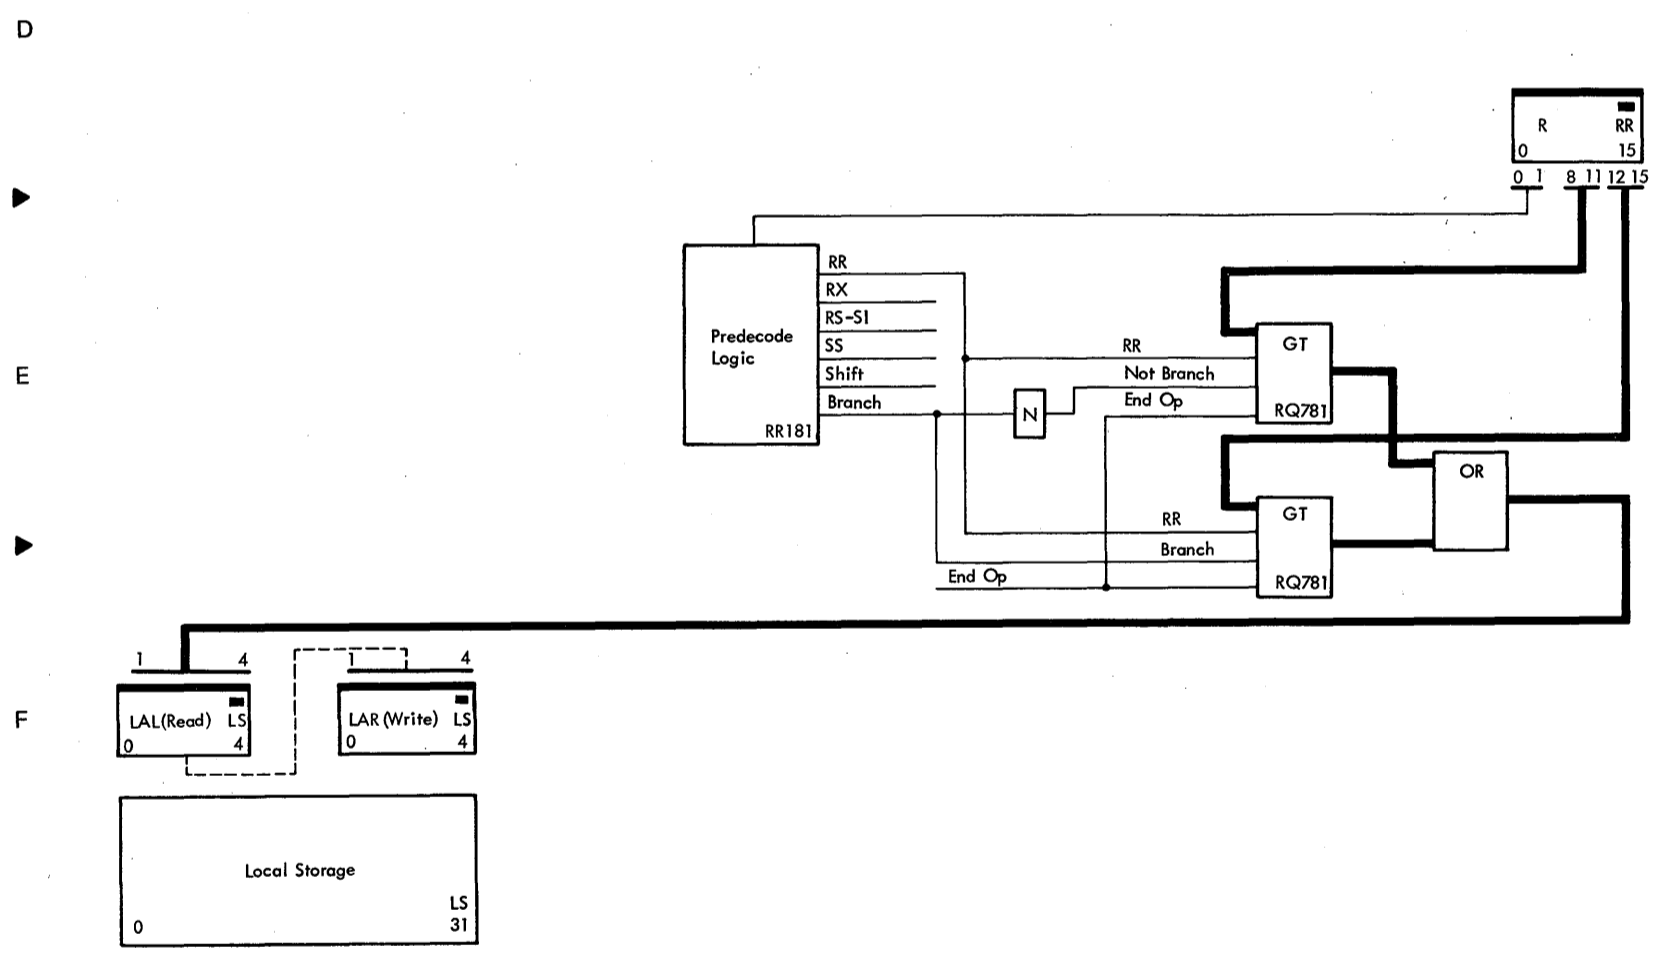 D
R RR
0 15
0 1 8 11 12 15
RR
RX
RS-SI
SS
Shift
Branch
Predecode
Logic
RR181
E
N
RR
Not Branch
End Op
GT
RQ781
OR
RR
Branch
End Op
GT
RQ781
1 4
1 4
F
LAL(Read) LS
0 4
LAR (Write) LS
0 4
Local Storage
LS
0 31